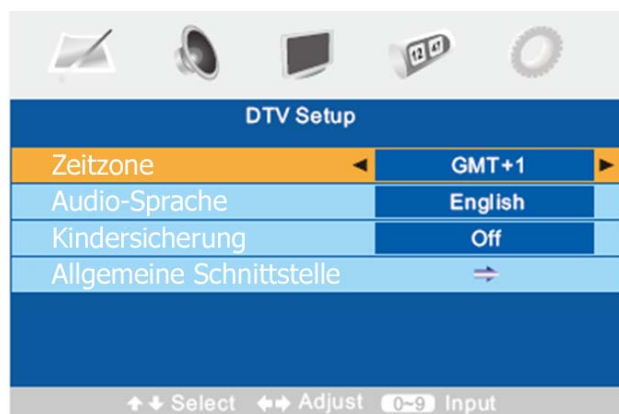 DTV Setup
Zeitzone GMT+1
Audio-Sprache English
Kindersicherung Off
Allgemeine Schnittstelle
Select Adjust 0~9 Input